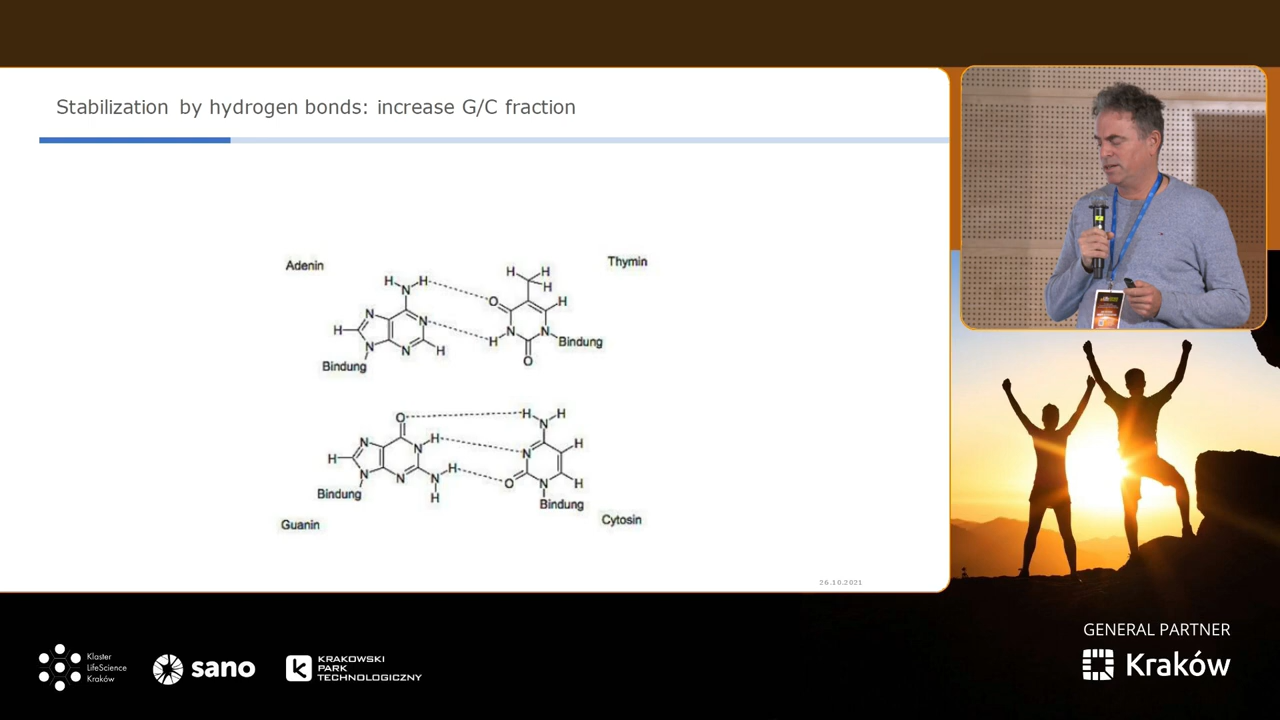 Stabilization by hydrogen bonds: increase G/C fraction
Adenin
Thymin
H
H
H
H
H
H
O
N
N
N
H
N
N
H
N
N
H
O
Bindung
Bindung
O
H
H
N
N
H
N
H
H
N
N
H
N
O
N
H
N
H
Bindung
Bindung
Guanin
Cytosin
26.10.2021
GENERAL PARTNER
Kraków
Klaster
LifeScience
Kraków
sano
KRAKOWSKI
PARK
TECHNOLOGICZNY